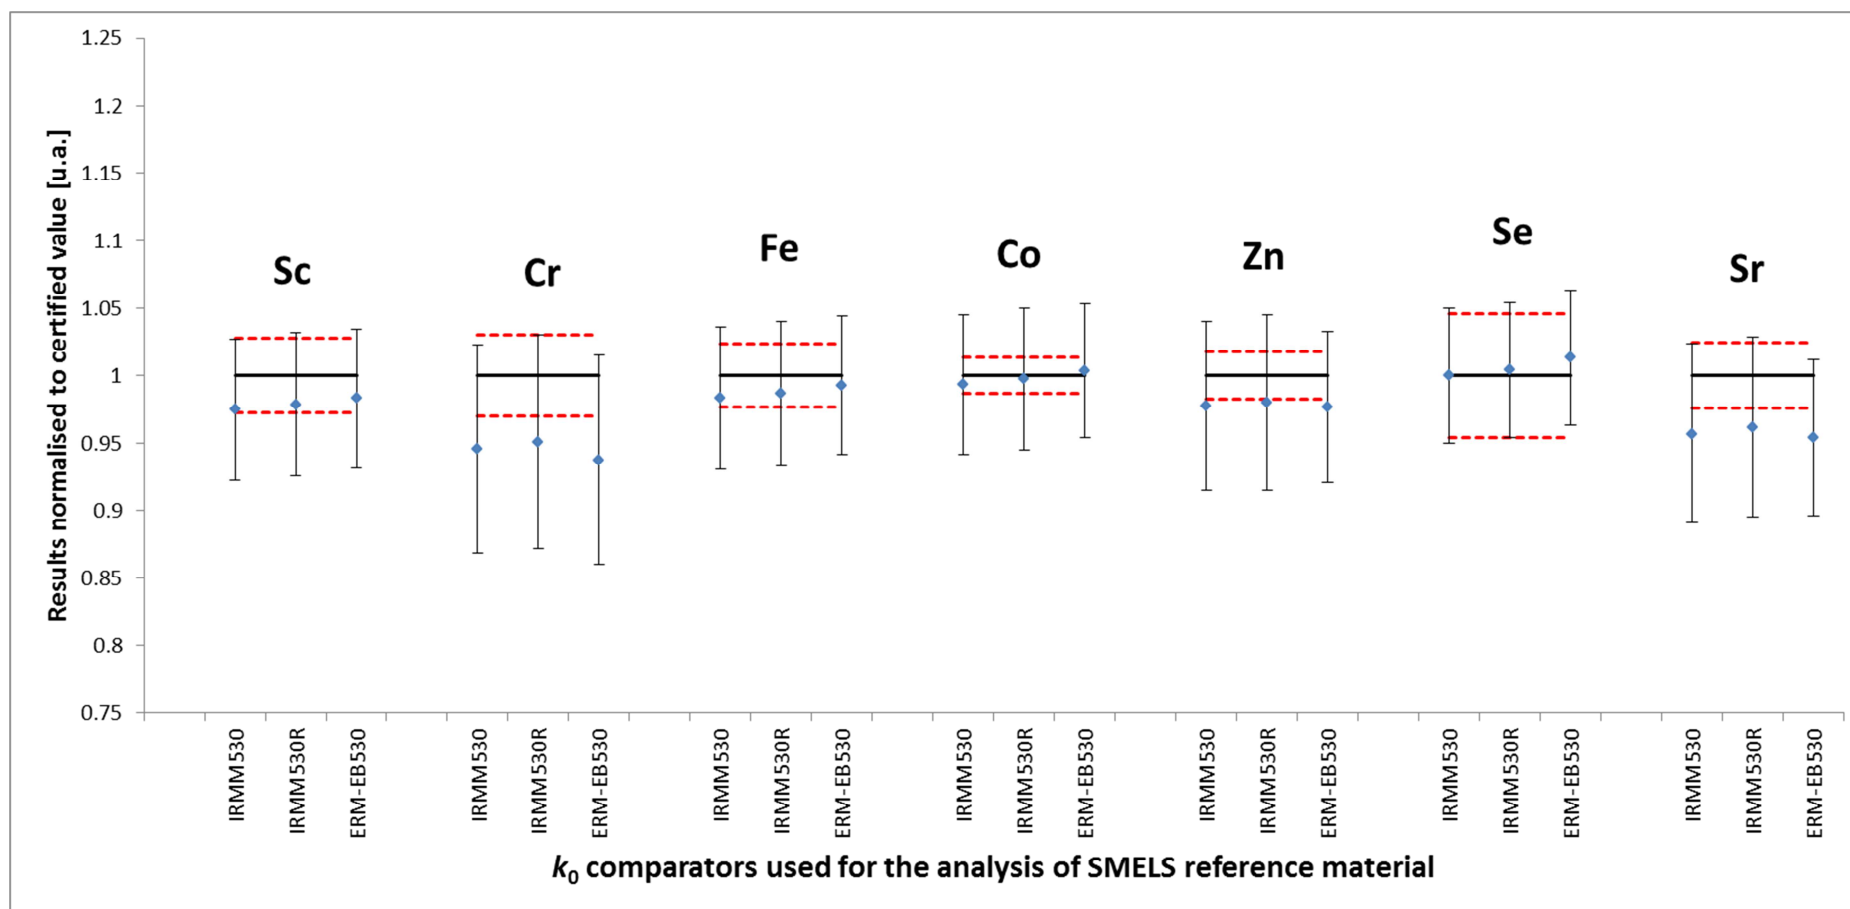 Results normalised to certified value [u.a.]
1.25
1.2
1.15
1.1
1.05
1
0.95
0.9
0.85
0.8
0.75
Sc
Cr
Fe
Co
Zn
Se
Sr
IRMM530
IRMM530R
ERM-EB530
IRMM530
IRMM530R
ERM-EB530
IRMM530
IRMM530R
ERM-EB530
IRMM530
IRMM530R
ERM-EB530
IRMM530
IRMM530R
ERM-EB530
IRMM530
IRMM530R
ERM-EB530
IRMM530
IRMM530R
ERM-EB530
k0 comparators used for the analysis of SMELS reference material